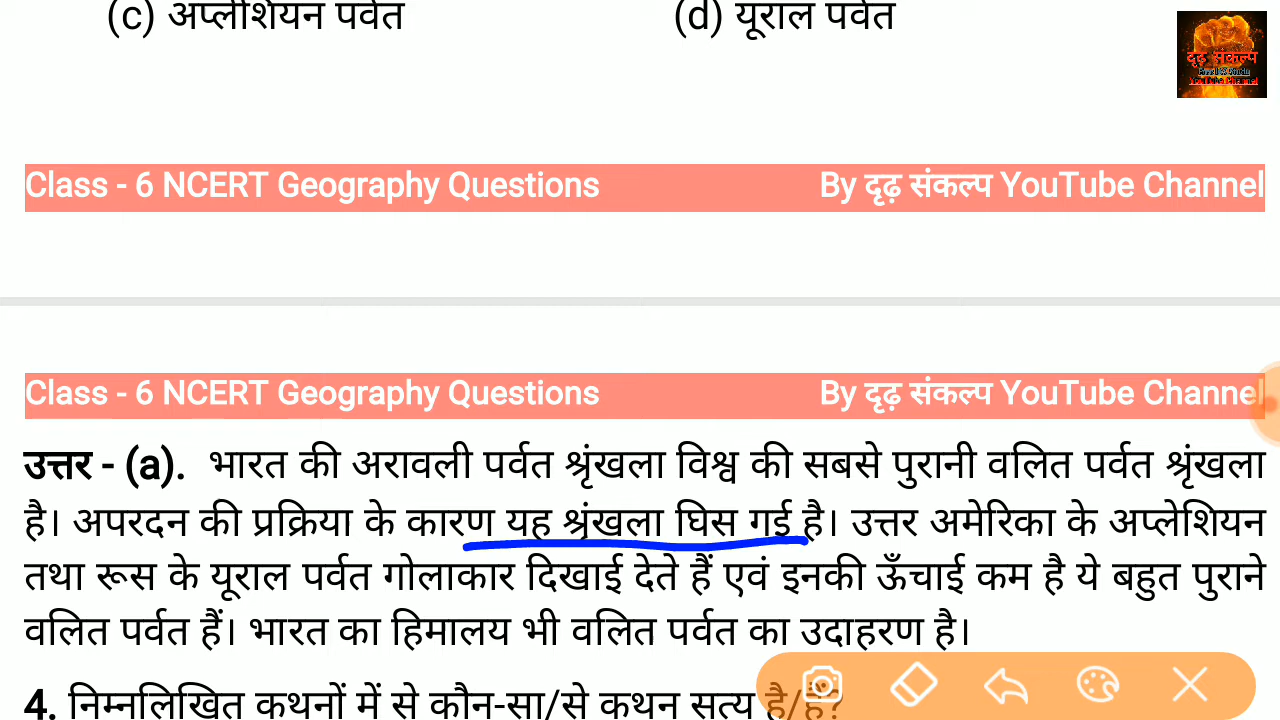 (c) अप्लेशियन पर्वत (d) यूराल पर्वत
दृढ़ संकल्प
Class - 6 NCERT Geography Questions By दृढ़ संकल्प YouTube Channel
Class - 6 NCERT Geography Questions By दृढ़ संकल्प YouTube Channel
उत्तर - (a). भारत की अरावली पर्वत श्रृंखला विश्व की सबसे पुरानी वलित पर्वत श्रृंखला
है। अपरदन की प्रक्रिया के कारण यह श्रृंखला घिस गई है। उत्तर अमेरिका के अप्लेशियन
तथा रूस के यूराल पर्वत गोलाकार दिखाई देते हैं एवं इनकी ऊँचाई कम है ये बहुत पुराने
वलित पर्वत हैं। भारत का हिमालय भी वलित पर्वत का उदाहरण है।
4. निम्नलिखित कथनों में से कौन-सा/से कथन सत्य है/हैं?